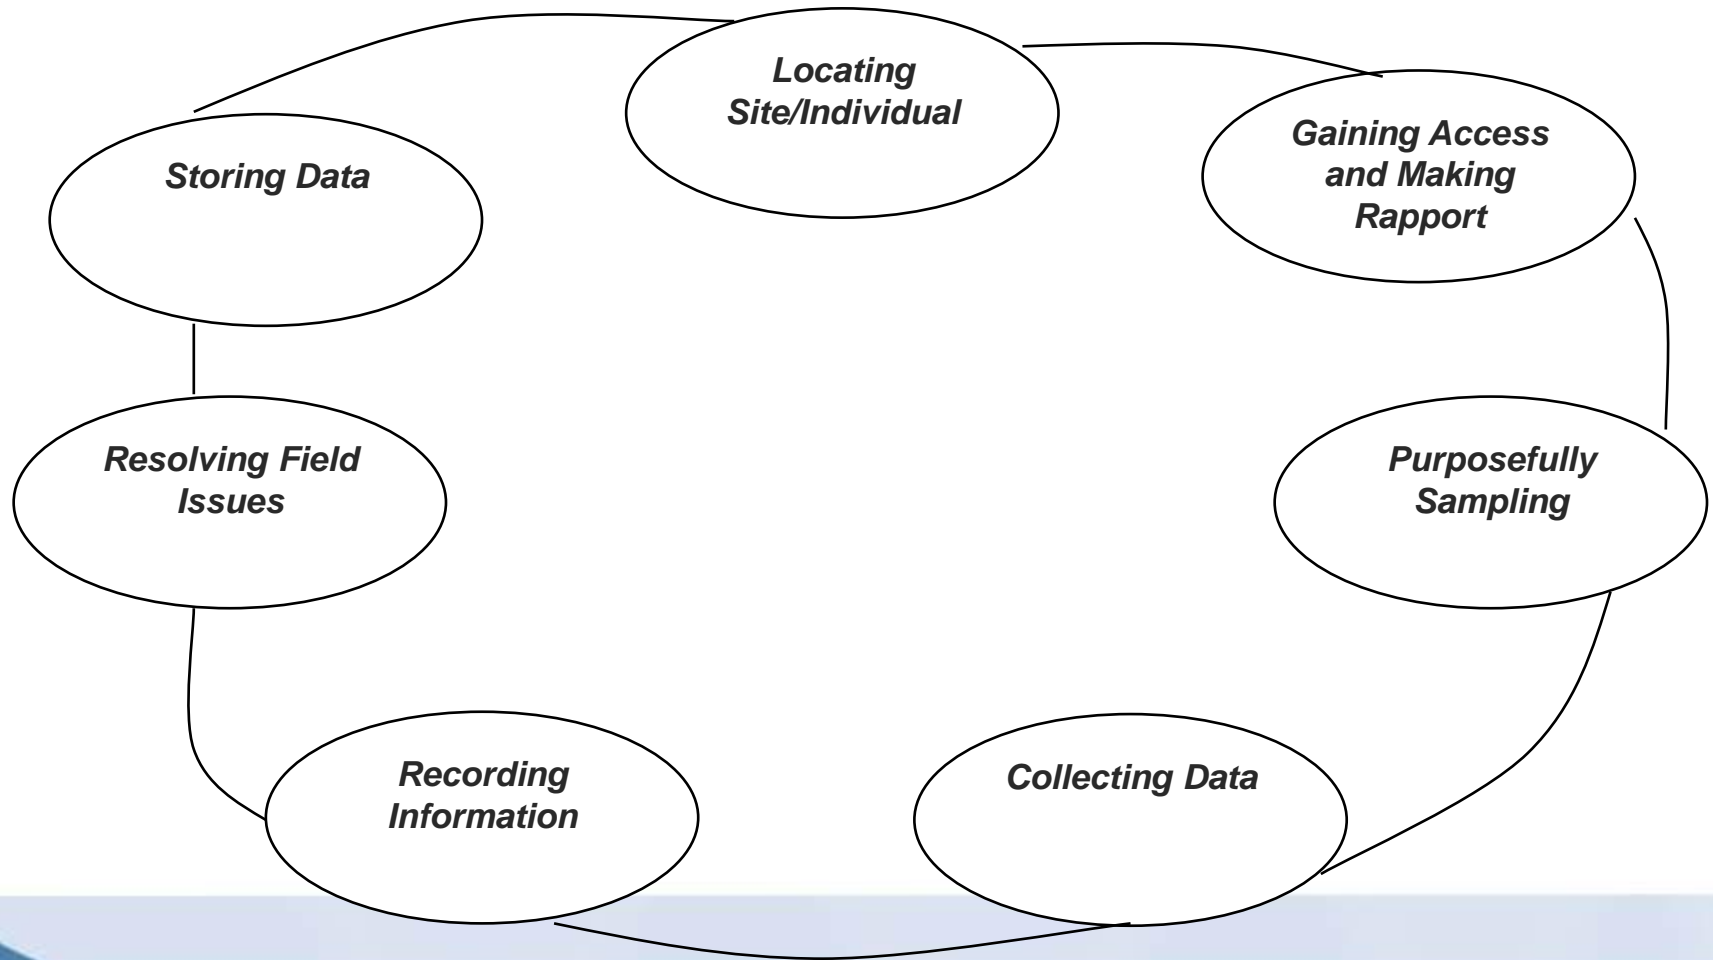 Locating
Site/Individual
Gaining Access
and Making
Rapport
Storing Data
Resolving Field
Issues
Purposefully
Sampling
Recording
Information
Collecting Data